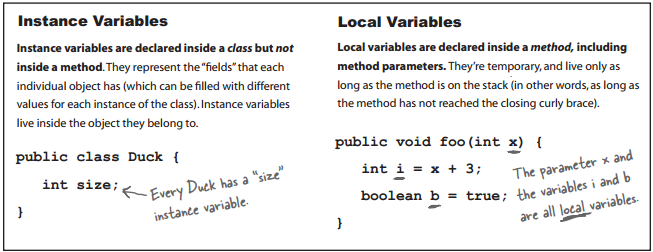 Instance Variables
Instance variables are declared inside a class but not
inside a method. They represent the "fields" that each
individual object has (which can be filled with different
values for each instance of the class). Instance variables
live inside the object they belong to.
public class Duck {
int size;
Every Duck has a "size"
instance variable.
}
Local Variables
Local variables are declared inside a method, including
method parameters. They're temporary, and live only as
long as the method is on the stack (in other words, as long as
the method has not reached the closing curly brace).
public void foo(int x) {
int i = x + 3;
boolean b = true;
}
The parameter x and
the variables i and b
are all local variables.